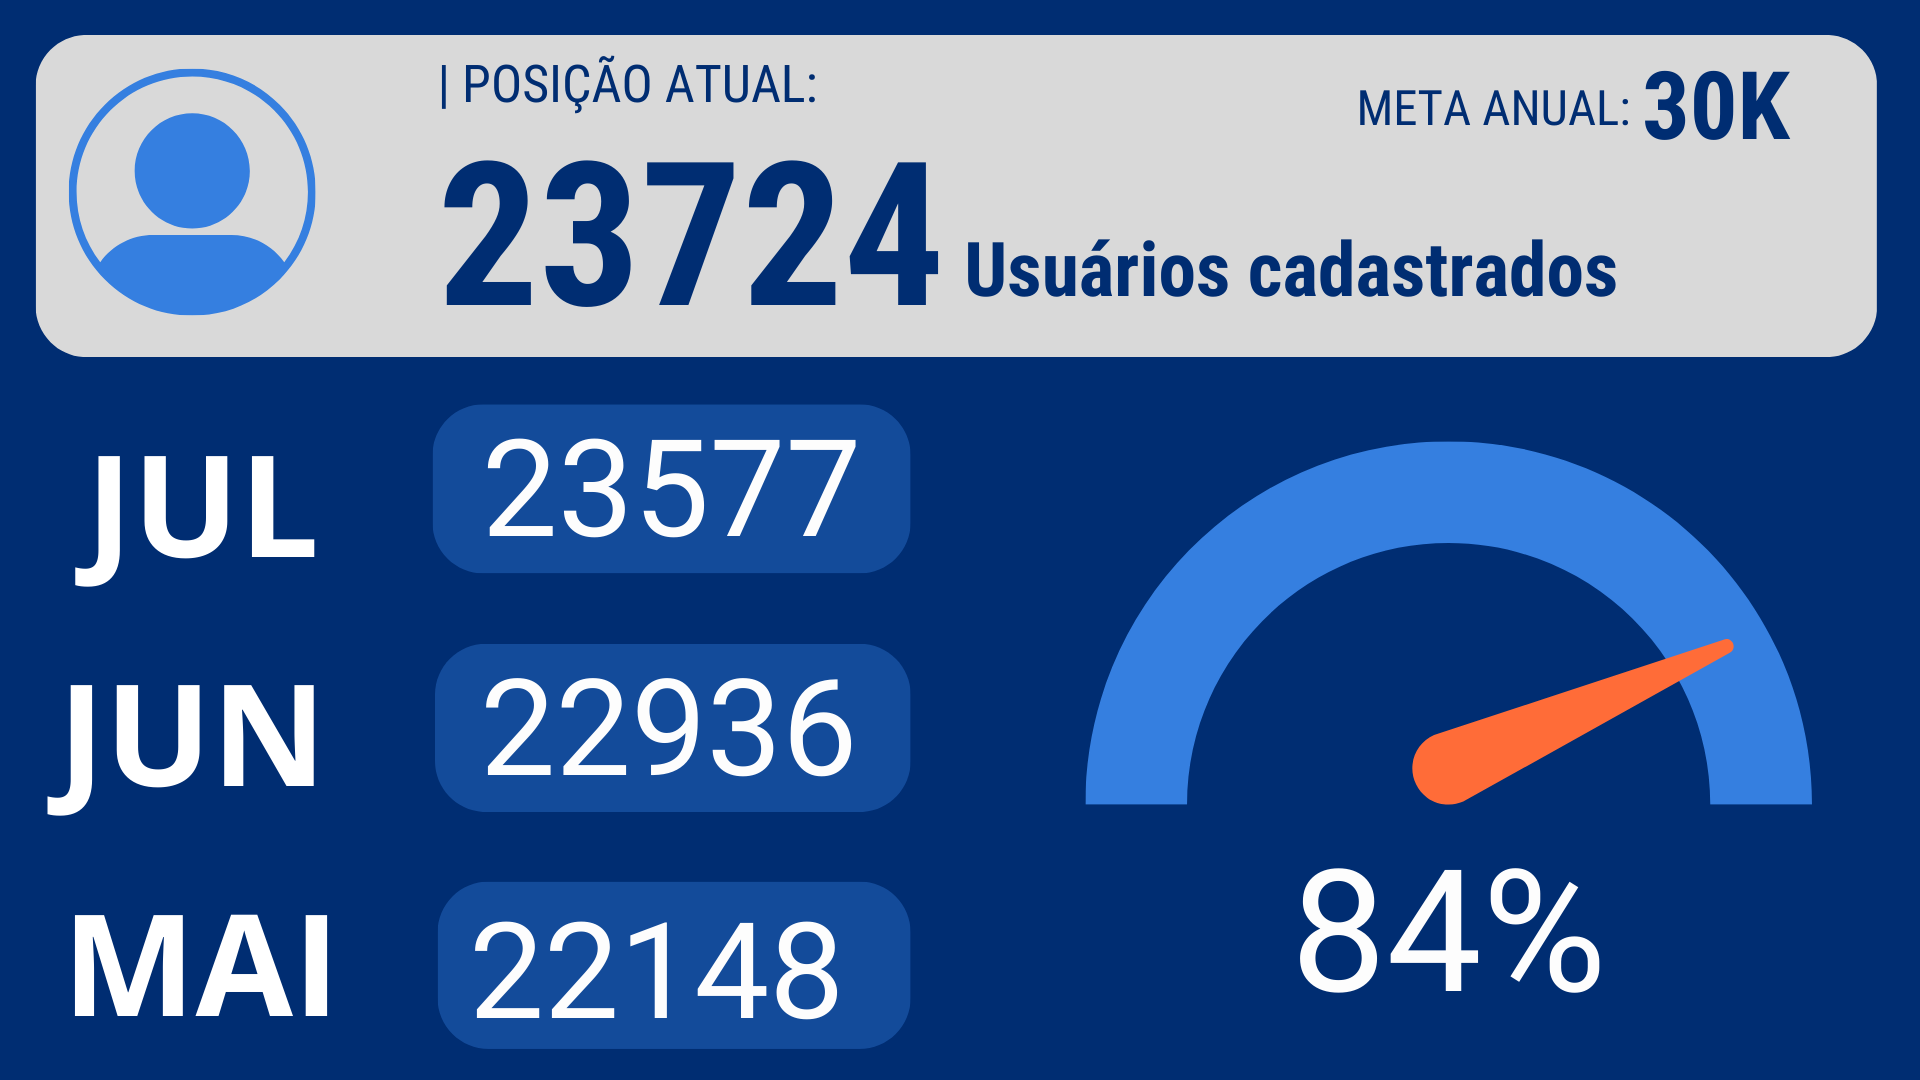 | POSIÇÃO ATUAL:
META ANUAL: 30K
23724 Usuários cadastrados
JUL 23577
JUN 22936
MAI 22148
84%